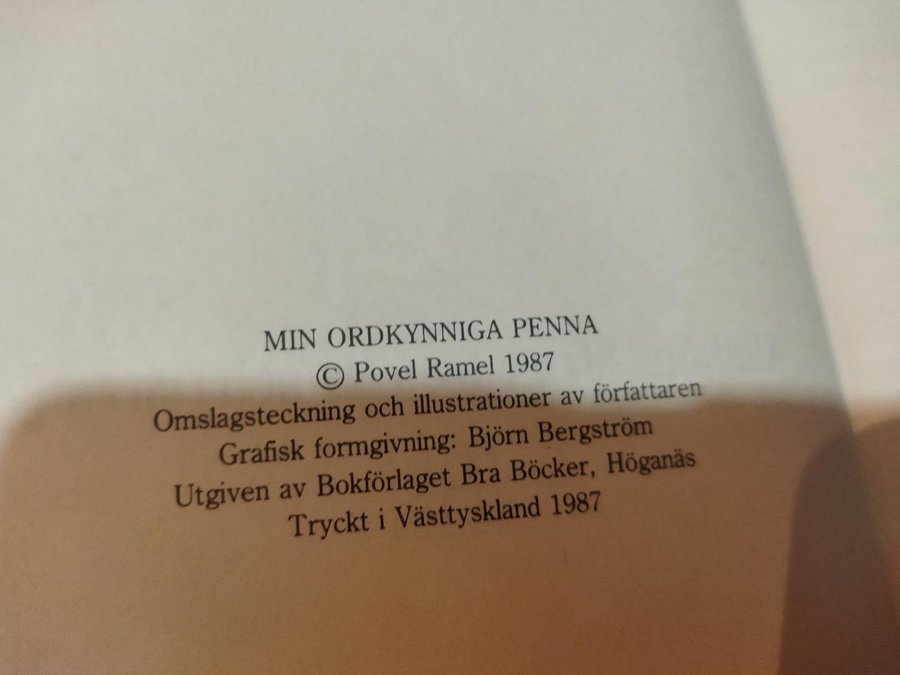 MIN ORDKYNNIGA PENNA
© Povel Ramel 1987
Omslagsteckning och illustrationer av författaren
Grafisk formgivning: Björn Bergström
Utgiven av Bokförlaget Bra Böcker, Höganäs
Tryckt i Västtyskland 1987